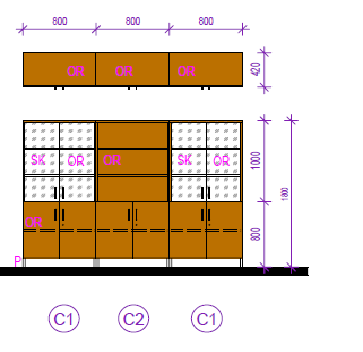 800 800 800
OR OR OR
420
SK OR OR SK OR
1000
1800
OR
800
P
C1 C2 C1